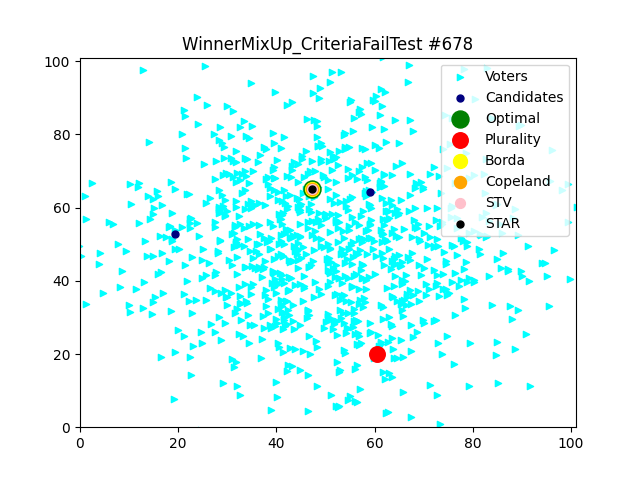 WinnerMixUp_CriteriaFailTest #678
100
80
60
40
20
0
0
20
40
60
80
100
Voters
Candidates
Optimal
Plurality
Borda
Copeland
STV
STAR